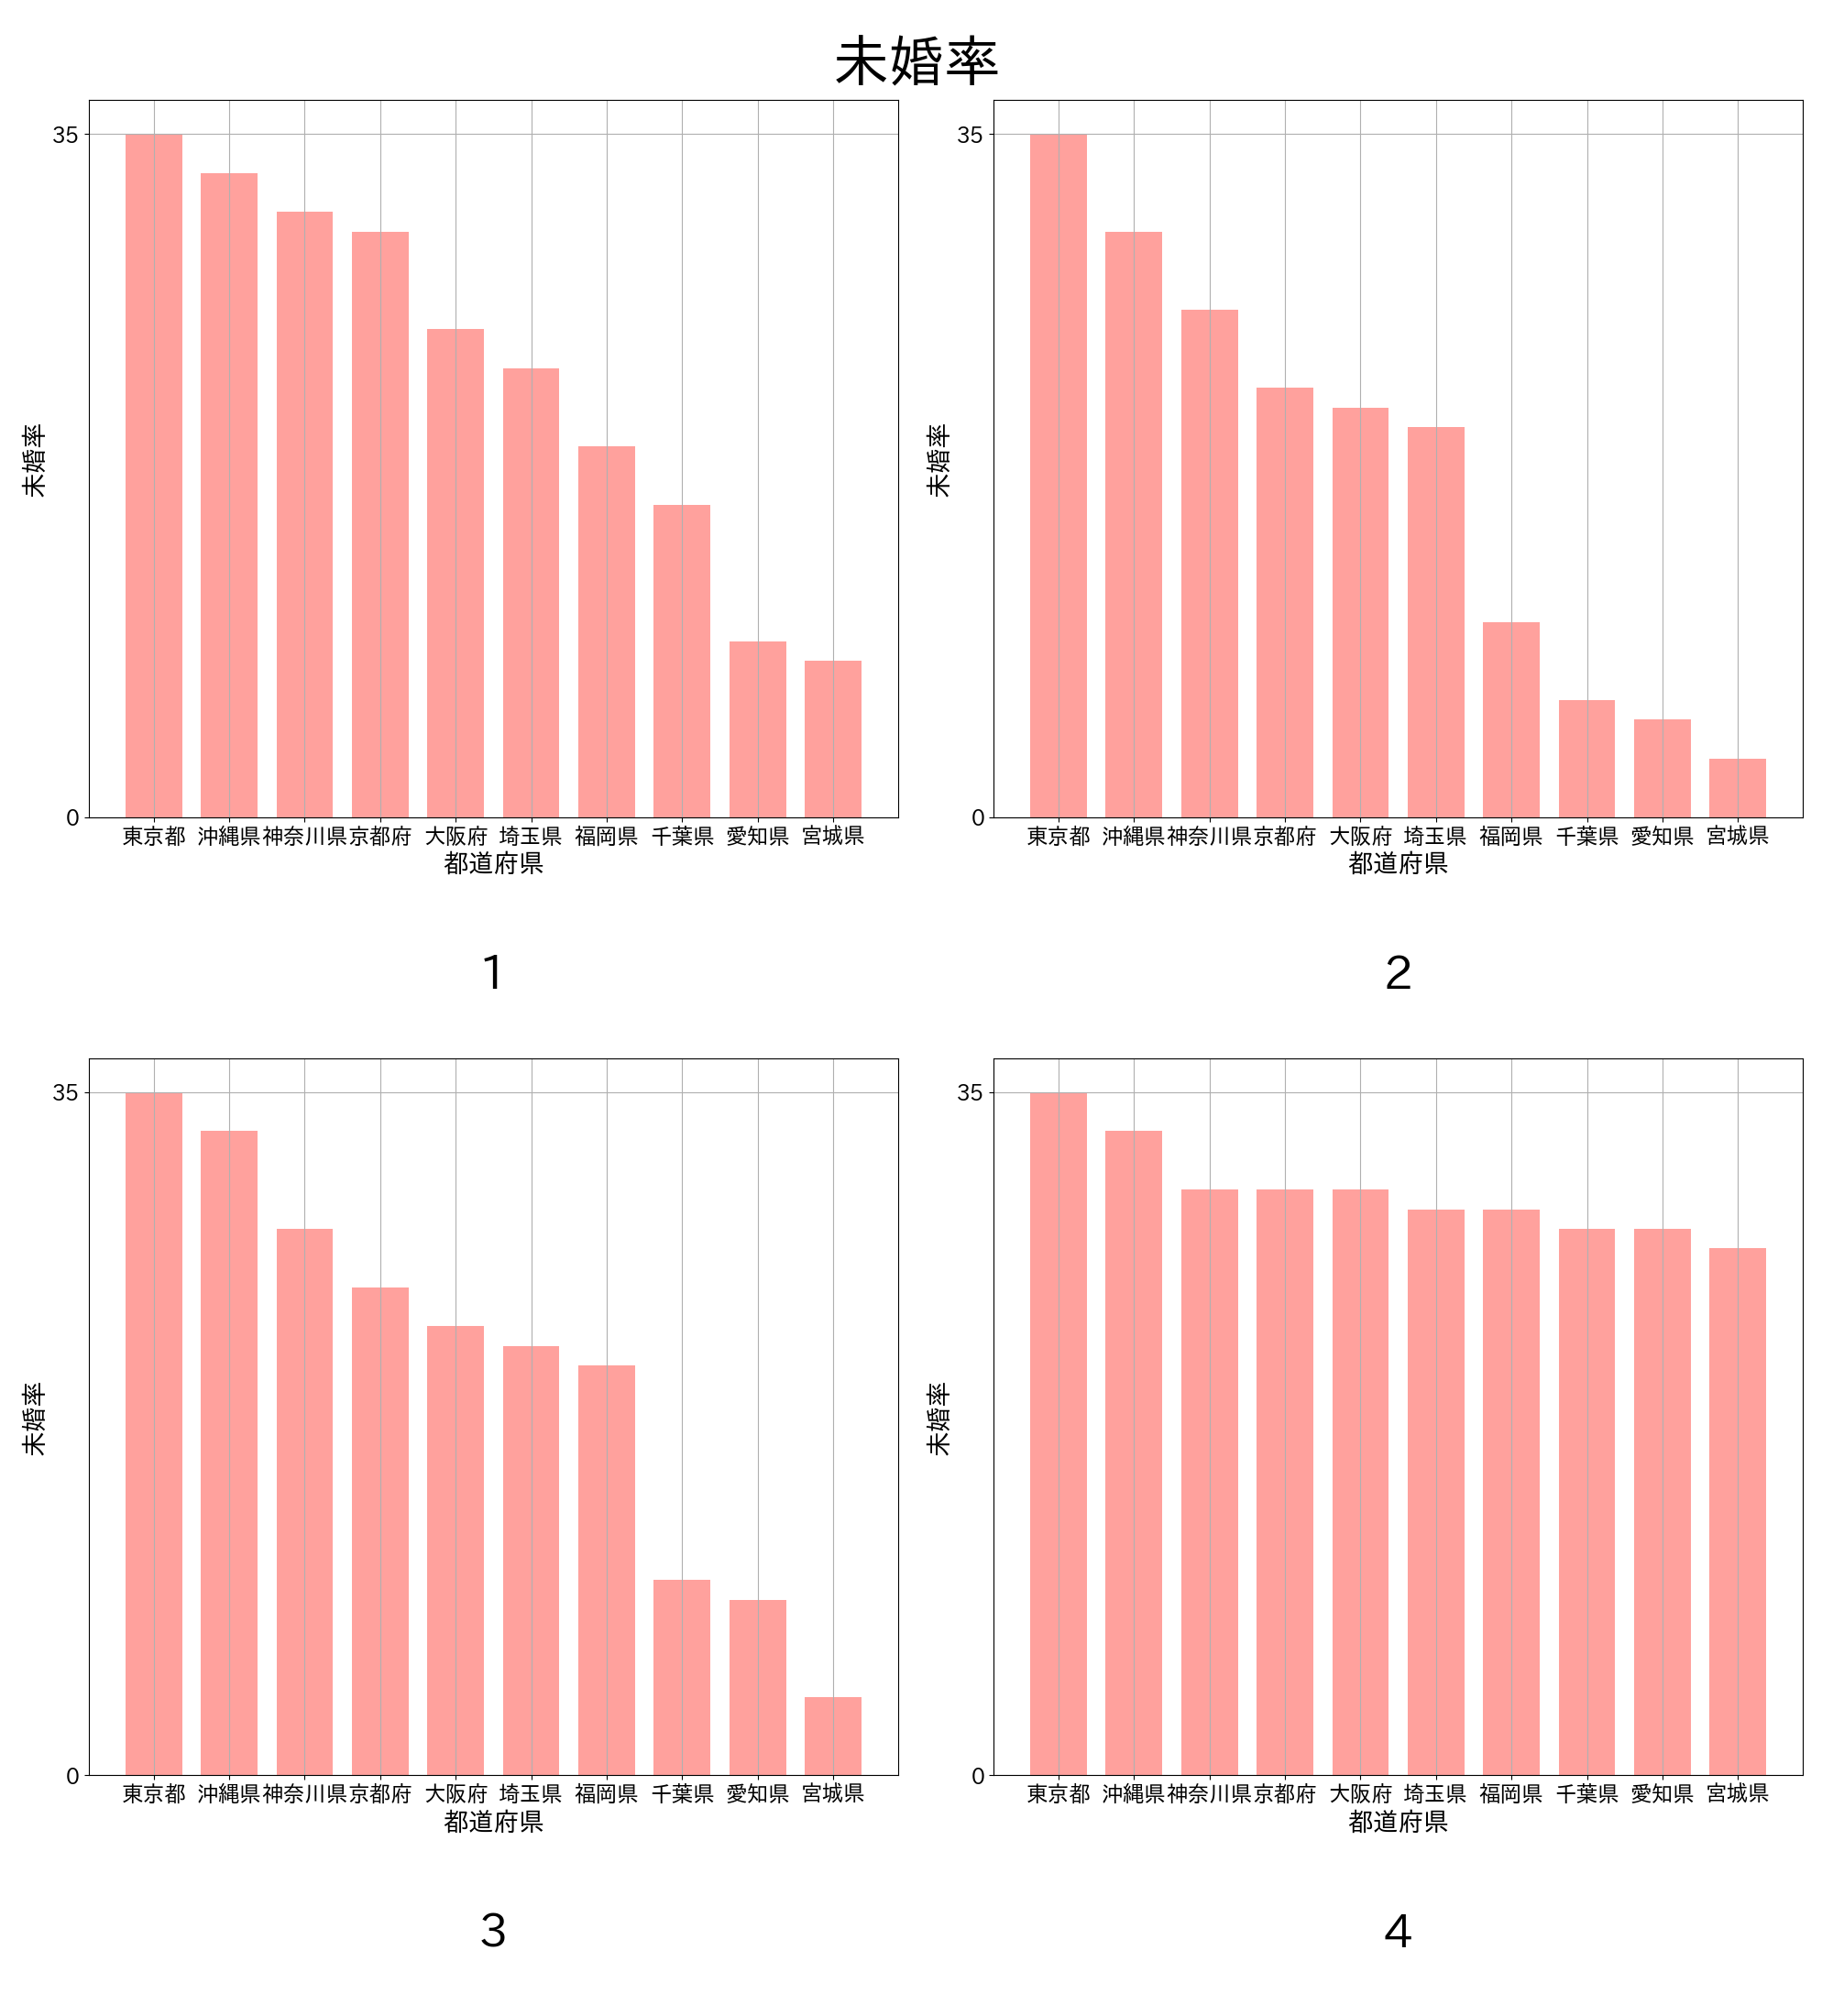 未婚率
35
0
未婚率
東京都 沖縄県 神奈川県 京都府 大阪府 埼玉県 福岡県 千葉県 愛知県 宮城県
都道府県
1
35
0
未婚率
東京都 沖縄県 神奈川県 京都府 大阪府 埼玉県 福岡県 千葉県 愛知県 宮城県
都道府県
2
35
0
未婚率
東京都 沖縄県 神奈川県 京都府 大阪府 埼玉県 福岡県 千葉県 愛知県 宮城県
都道府県
3
35
0
未婚率
東京都 沖縄県 神奈川県 京都府 大阪府 埼玉県 福岡県 千葉県 愛知県 宮城県
都道府県
4